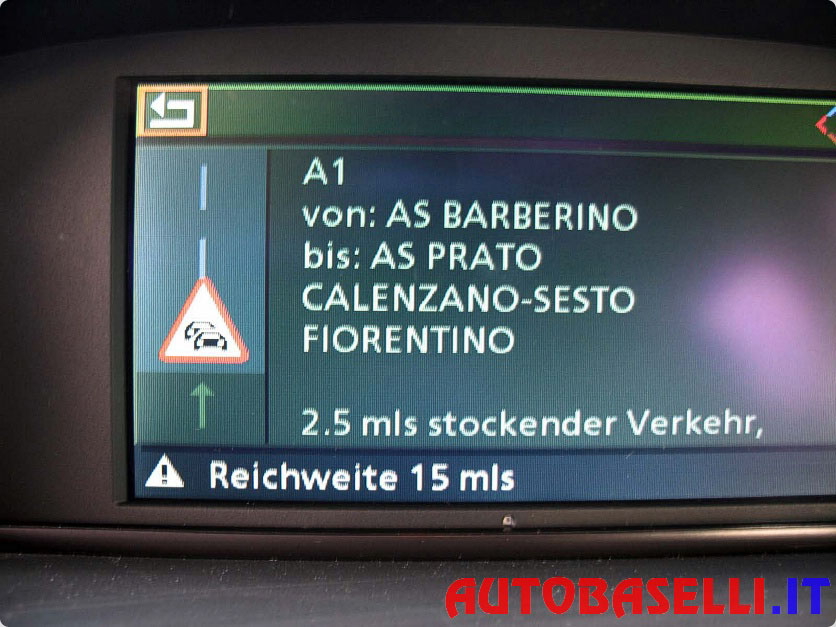 A1
von: AS BARBERINO
bis: AS PRATO
CALENZANO-SESTO
FIORENTINO
2.5 mls stockender Verkehr,
Reichweite 15 mls
AUTOBASELLI.IT